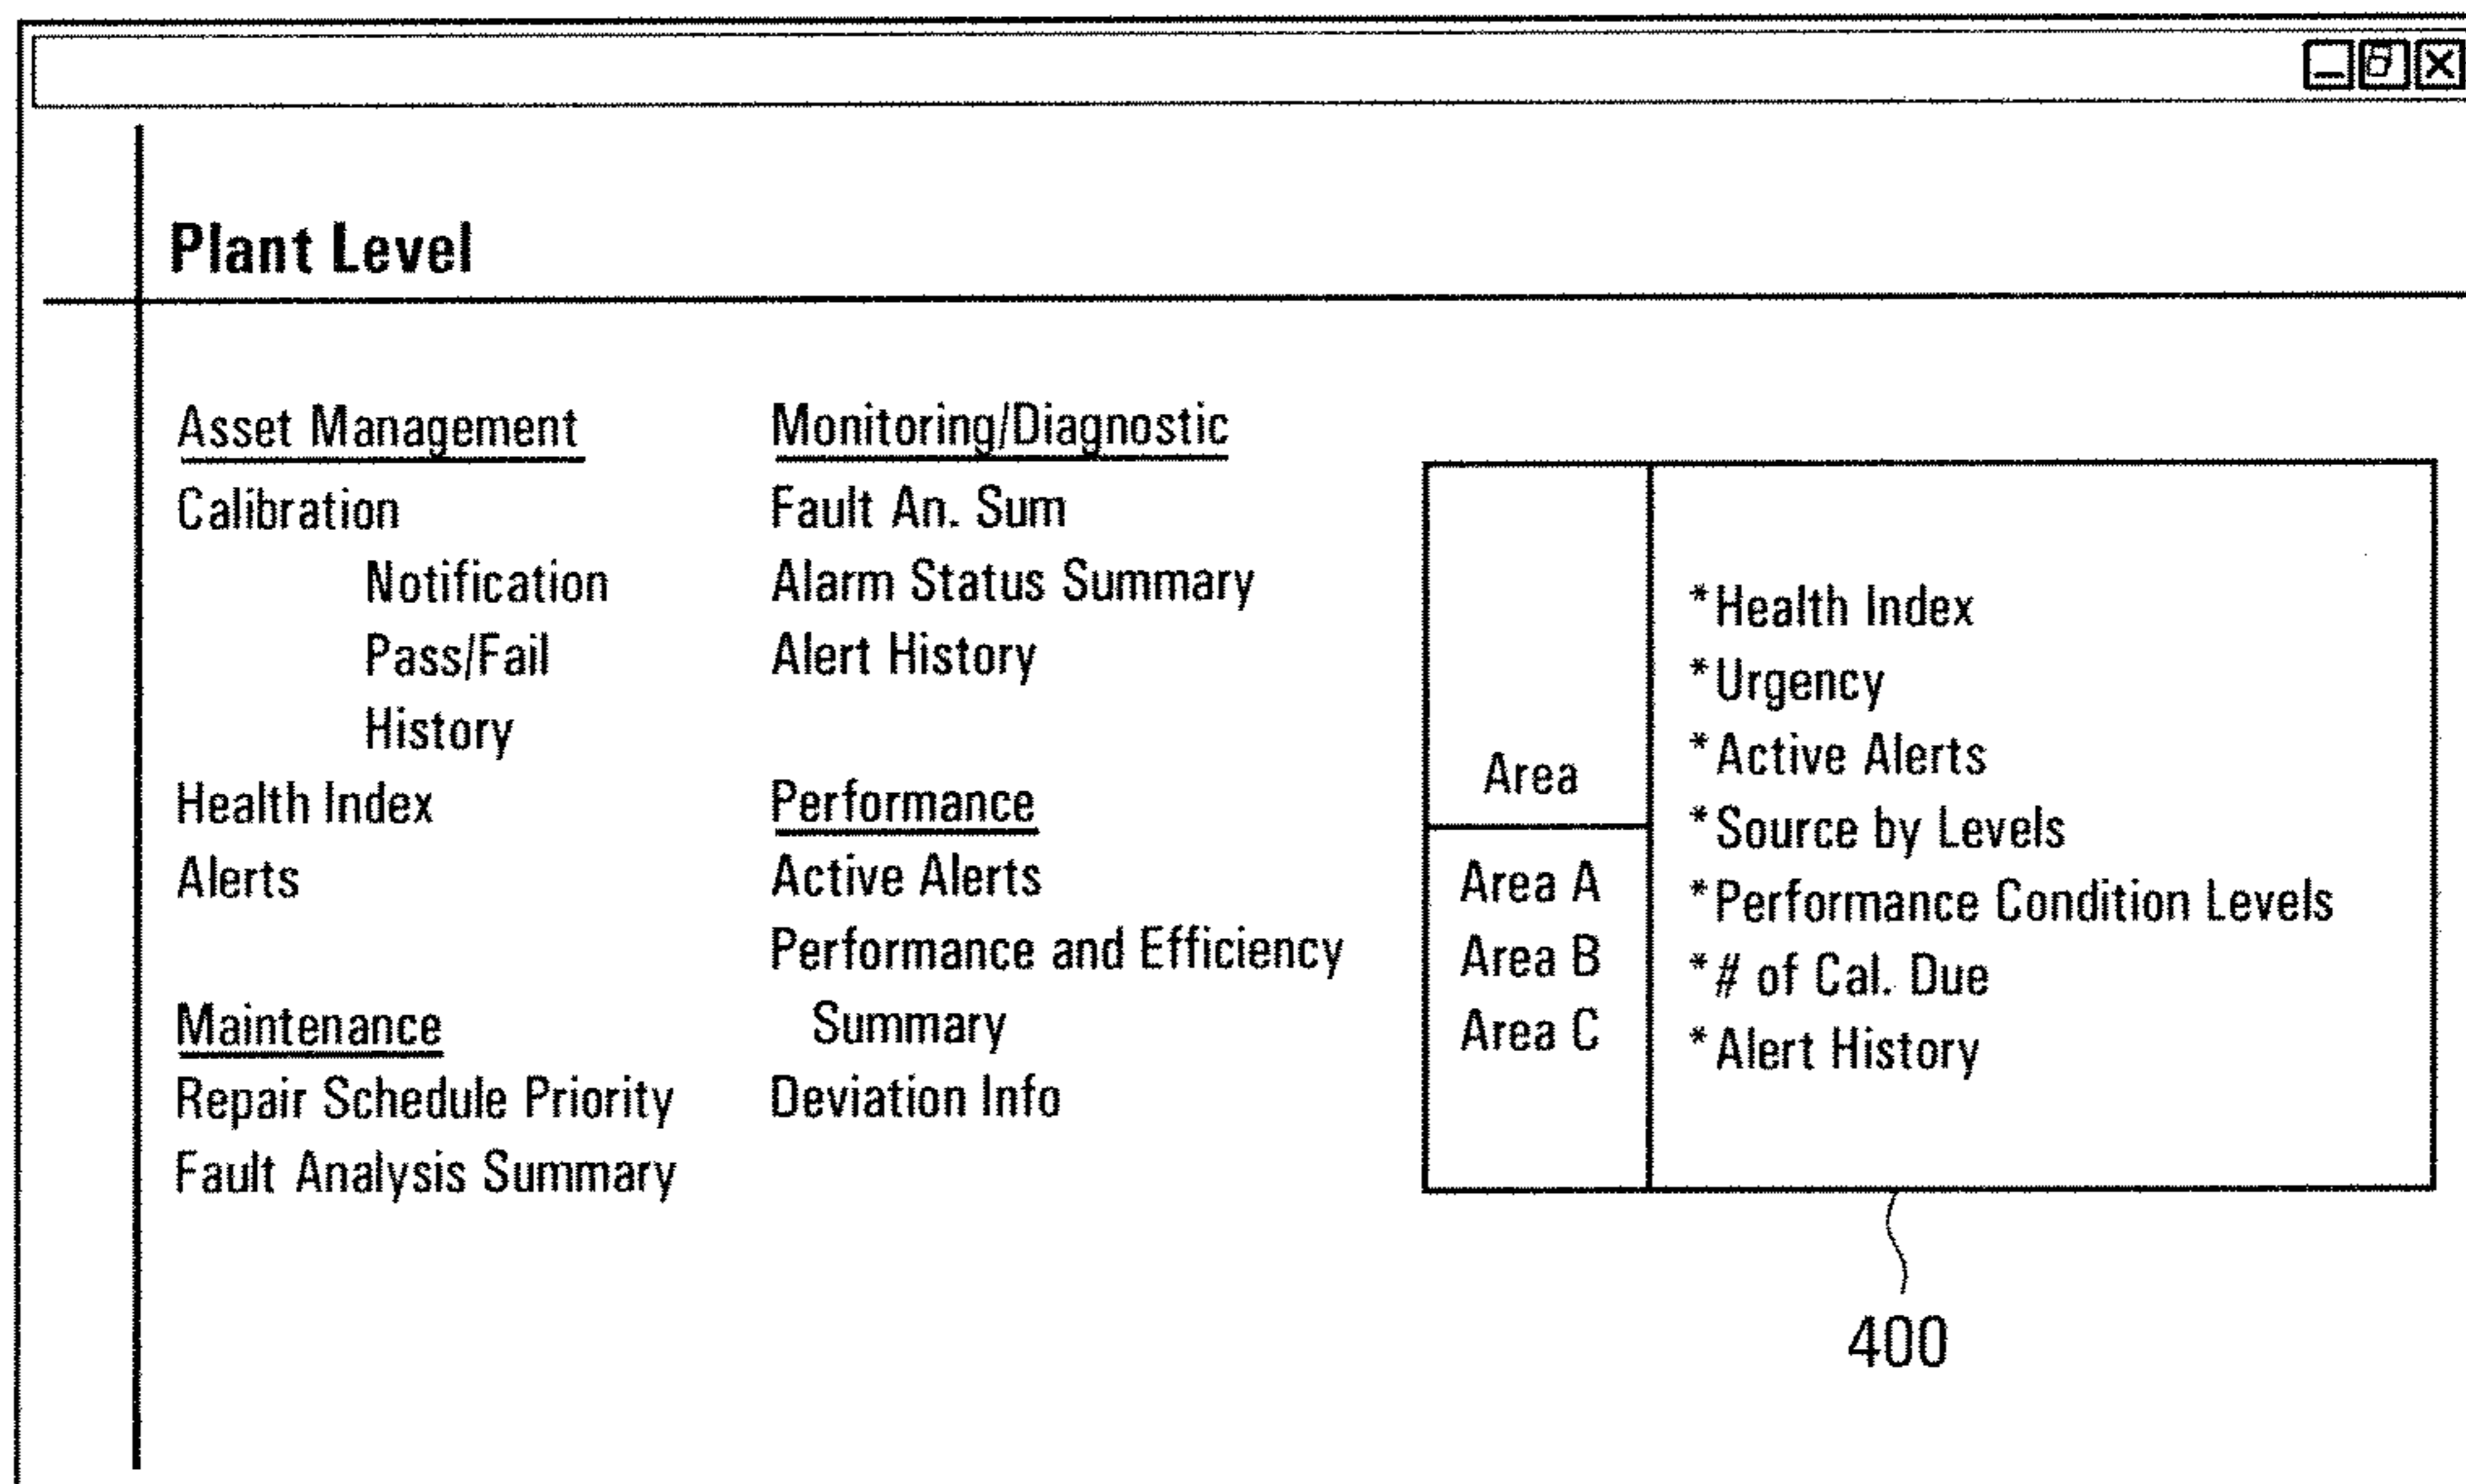 Plant Level
Asset Management
Calibration
Notification
Pass/Fail
History
Health Index
Alerts
Maintenance
Repair Schedule Priority
Fault Analysis Summary
Monitoring/Diagnostic
Fault An. Sum
Alarm Status Summary
Alert History
Performance
Active Alerts
Performance and Efficiency
Summary
Deviation Info
Area
Area A
Area B
Area C
*Health Index
*Urgency
*Active Alerts
*Source by Levels
*Performance Condition Levels
*# of Cal. Due
*Alert History
400